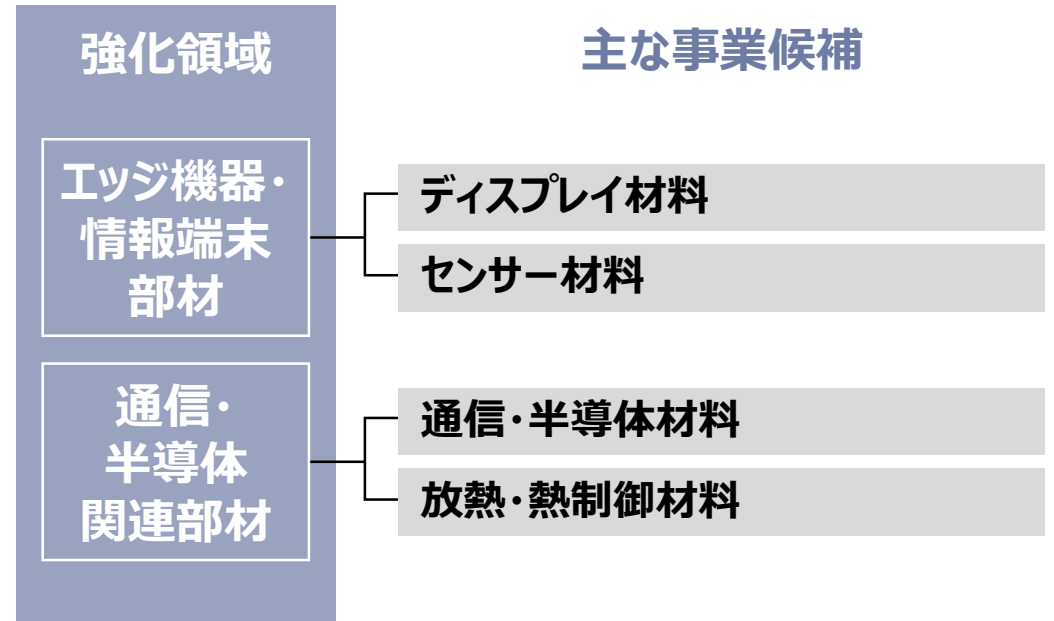 強化領域
主な事業候補
エッジ機器・
情報端末
部材
ディスプレイ材料
センサー材料
通信・
半導体
関連部材
通信・半導体材料
放熱・熱制御材料